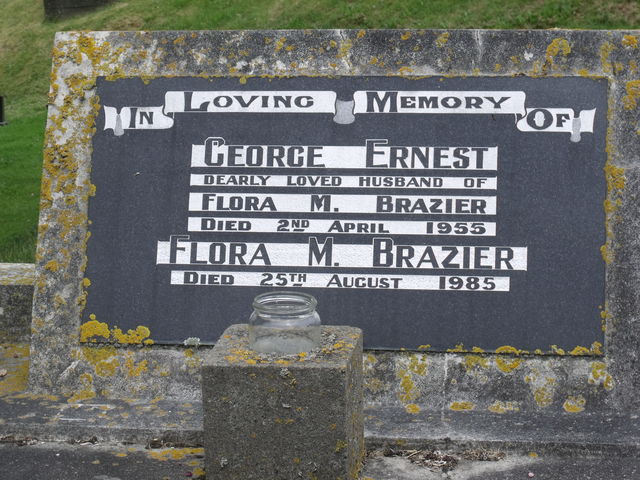 IN LOVING MEMORY OF
GEORGE ERNEST
DEARLY LOVED HUSBAND OF
FLORA M. BRAZIER
DIED 2ND APRIL 1955
FLORA M. BRAZIER
DIED 25TH AUGUST 1985